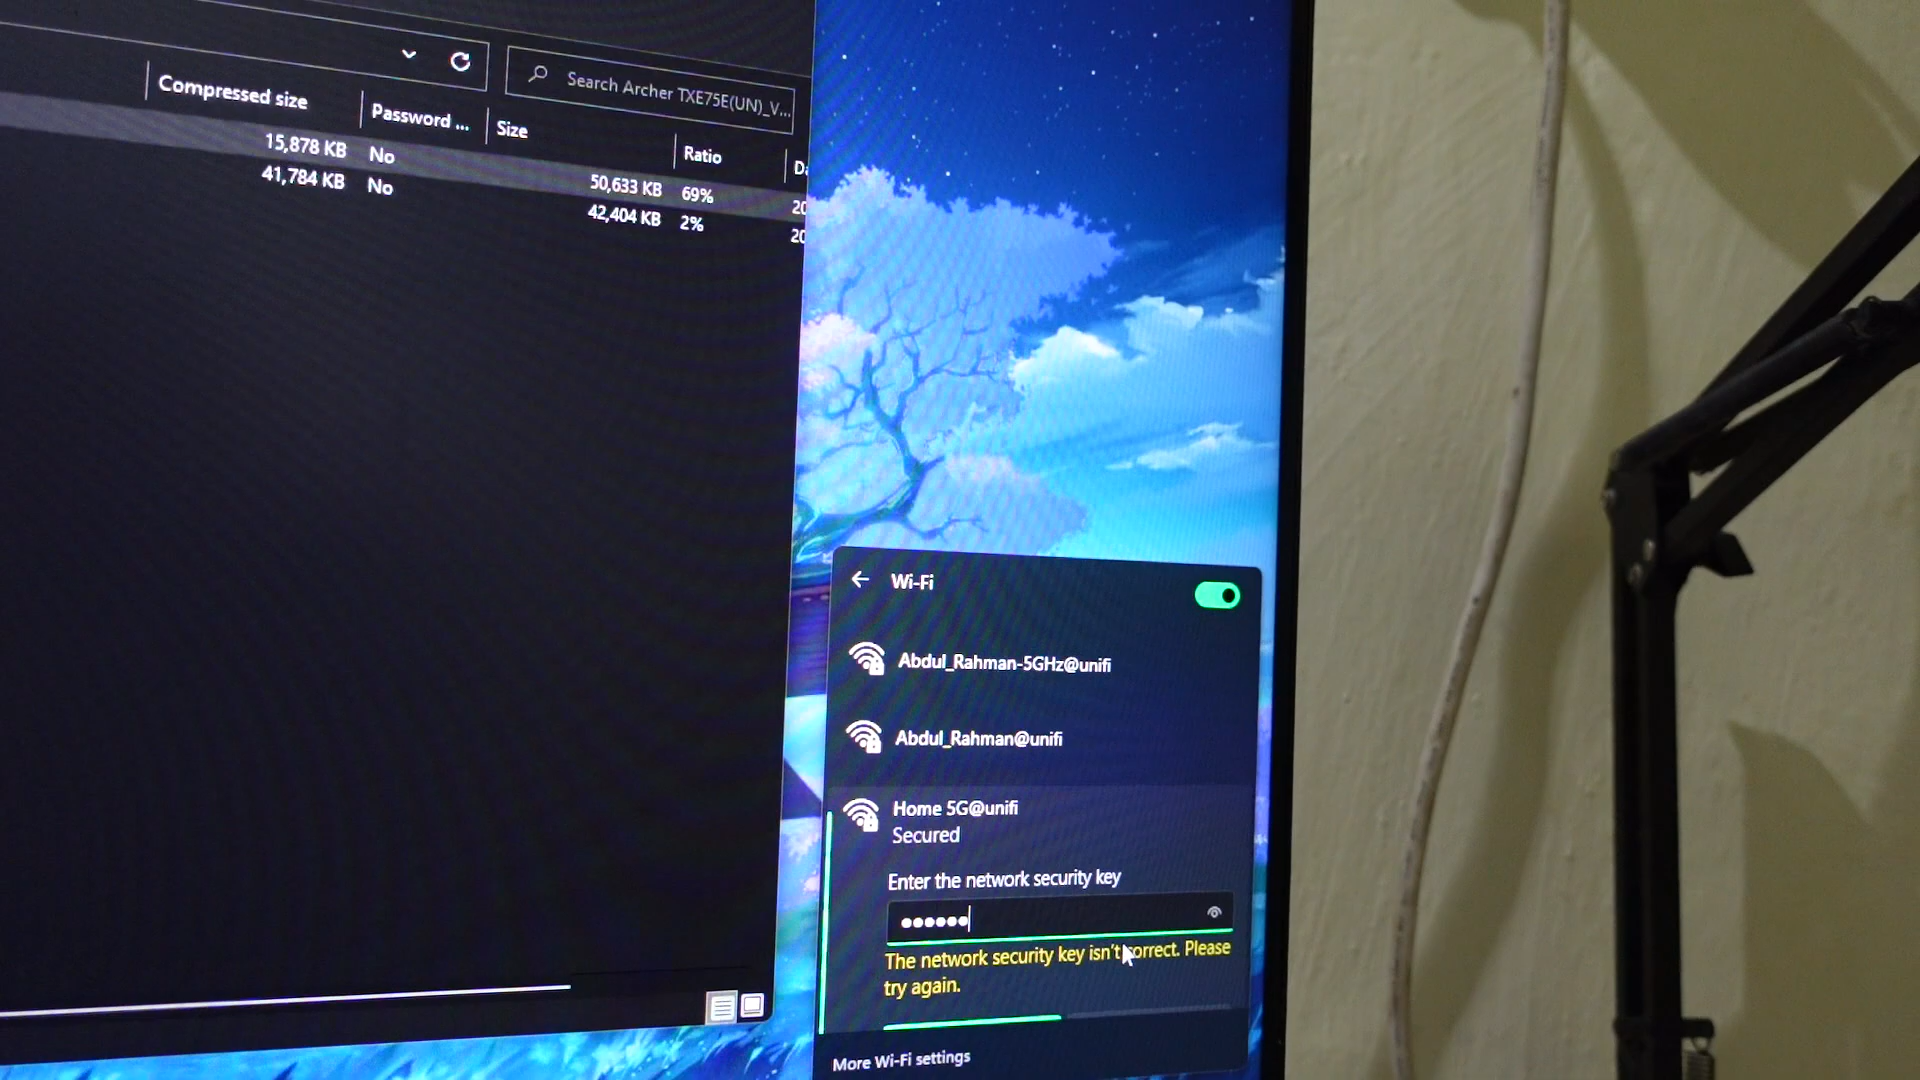 Search Archer TXE75E(UN)_V...
Compressed size Password ... Size Ratio
15,878 KB No 50,633 KB 69% 20
41,784 KB No 42,404 KB 2% 20
Wi-Fi
Abdul_Rahman-5GHz@unifi
Abdul_Rahman@unifi
Home 5G@unifi
Secured
Enter the network security key
The network security key isn't correct. Please
try again.
More Wi-Fi settings